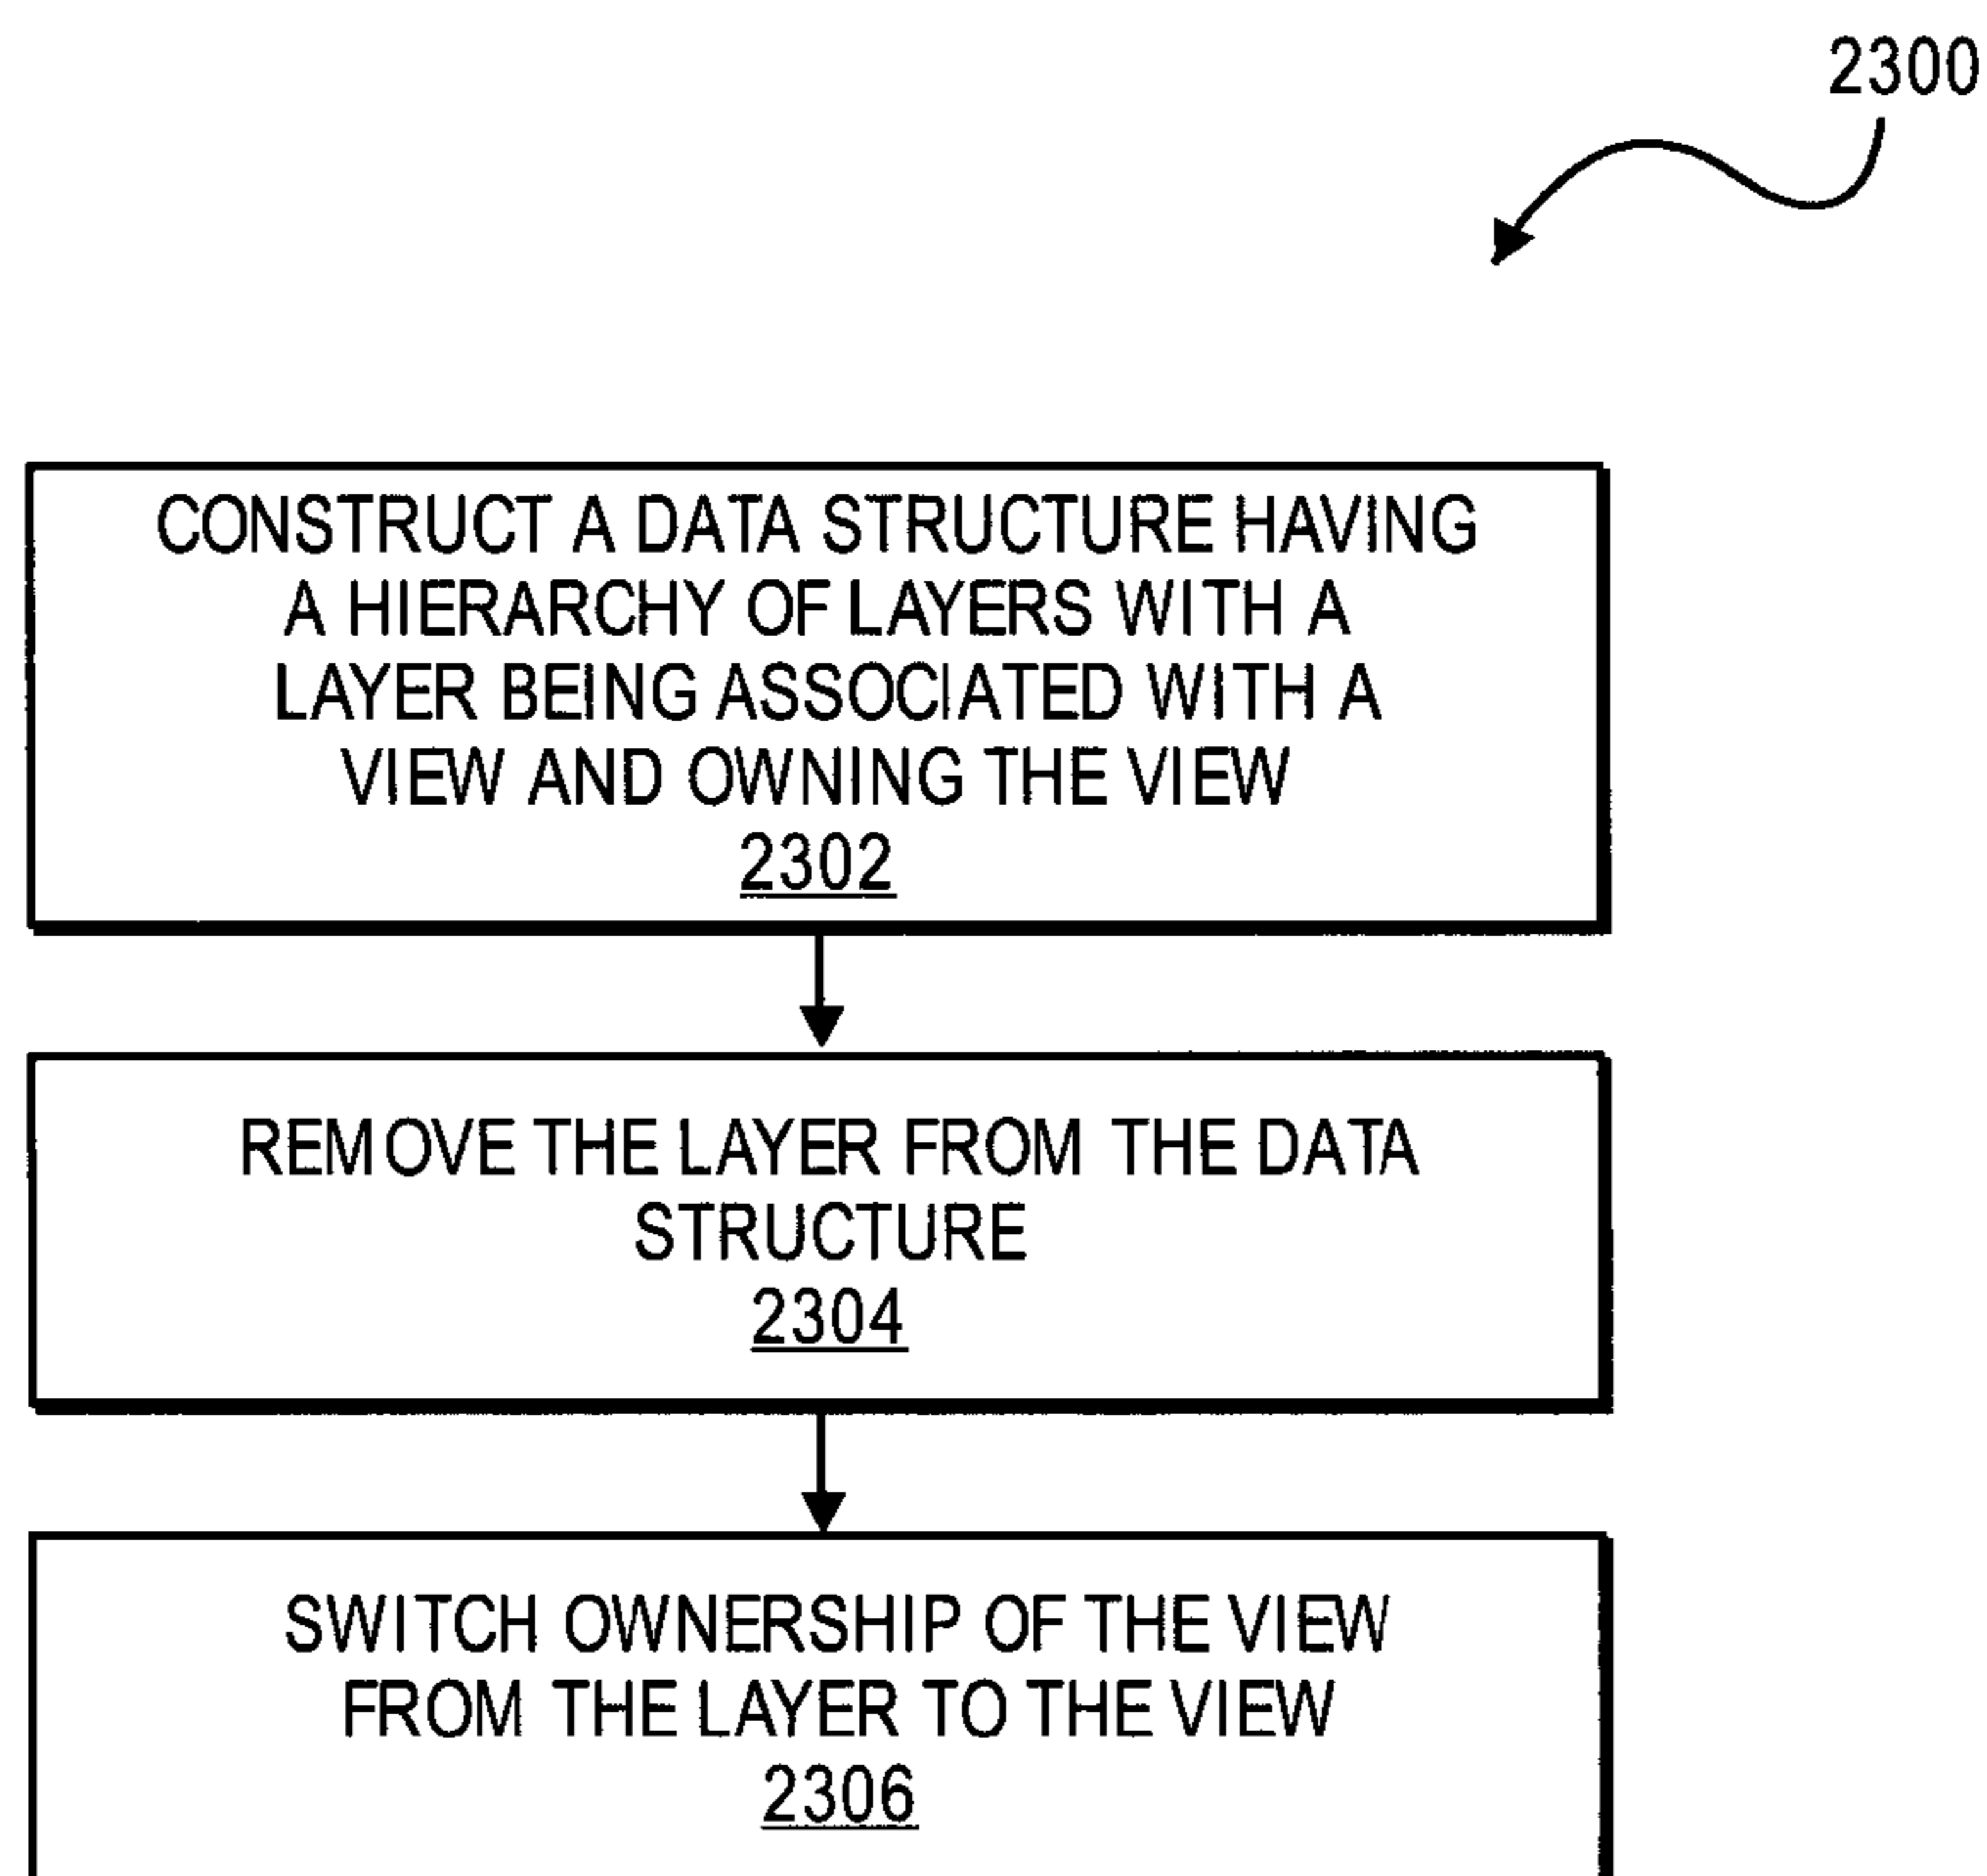 2300
CONSTRUCT A DATA STRUCTURE HAVING
A HIERARCHY OF LAYERS WITH A
LAYER BEING ASSOCIATED WITH A
VIEW AND OWNING THE VIEW
2302
REMOVE THE LAYER FROM THE DATA
STRUCTURE
2304
SWITCH OWNERSHIP OF THE VIEW
FROM THE LAYER TO THE VIEW
2306